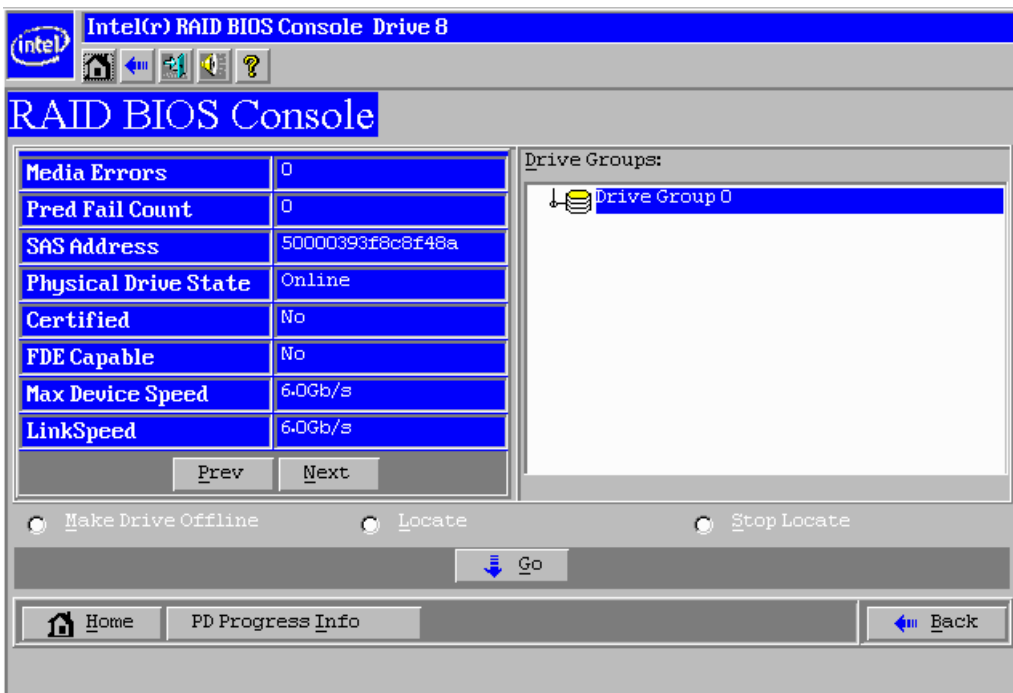 Intel(r) RAID BIOS Console Drive 8
intel
RAID BIOS Console
Media Errors 0
Pred Fail Count 0
SAS Address 50000393f8c8f48a
Physical Drive State Online
Certified No
FDE Capable No
Max Device Speed 6.0Gb/s
LinkSpeed 6.0Gb/s
Prev Next
Drive Groups:
Drive Group 0
Make Drive Offline Locate Stop Locate
Go
Home PD Progress Info Back